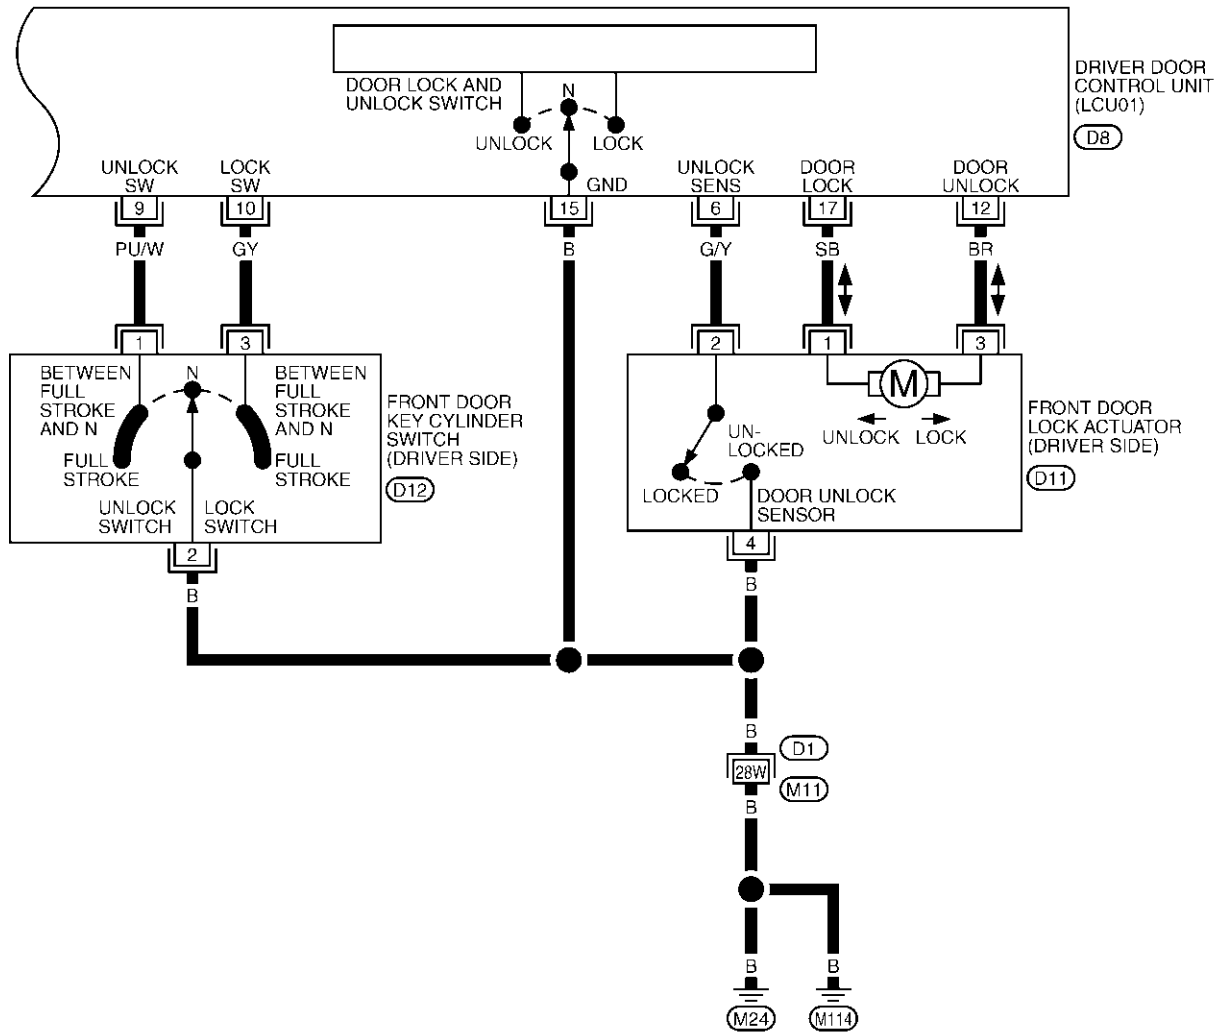 DOOR LOCK AND
UNLOCK SWITCH
N
UNLOCK
LOCK
DRIVER DOOR
CONTROL UNIT
(LCU01)
D8
UNLOCK
SW
LOCK
SW
GND
UNLOCK
SENS
DOOR
LOCK
DOOR
UNLOCK
9
10
15
6
17
12
PU/W
GY
B
G/Y
SB
BR
1
3
2
1
3
BETWEEN
FULL
STROKE
AND N
N
BETWEEN
FULL
STROKE
AND N
FULL
STROKE
FULL
STROKE
UNLOCK
SWITCH
LOCK
SWITCH
FRONT DOOR
KEY CYLINDER
SWITCH
(DRIVER SIDE)
D12
M
UNLOCK
LOCK
UN-
LOCKED
LOCKED
DOOR UNLOCK
SENSOR
FRONT DOOR
LOCK ACTUATOR
(DRIVER SIDE)
D11
2
4
B
B
B
D1
28W
M11
B
B
B
M24
M114